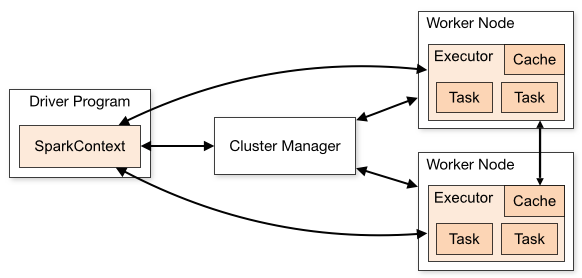 Driver Program
SparkContext
Cluster Manager
Worker Node
Executor
Cache
Task
Task
Worker Node
Executor
Cache
Task
Task